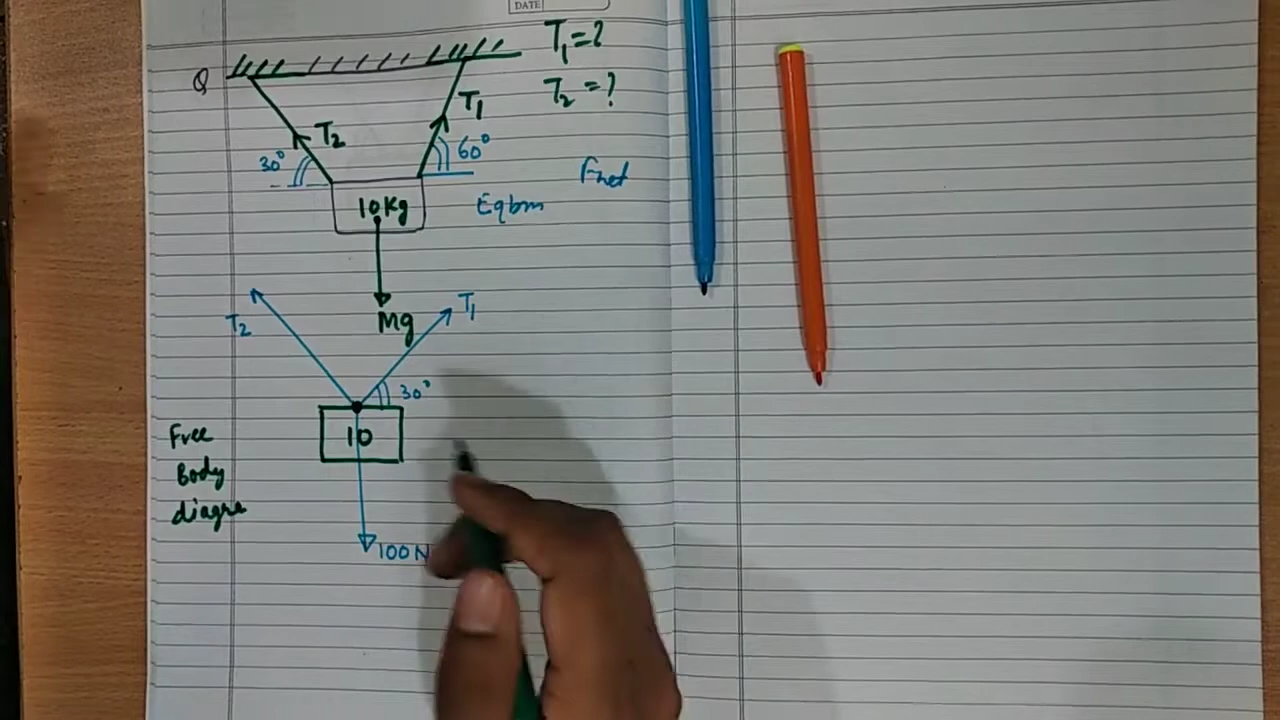 DATE
T₁=?
Q
T₂ =?
T₁
T₂
30°
60°
Fnet
10Kg
Eqbm
Mg
T₂
T₁
30°
10
Free
Body
diagra
100N